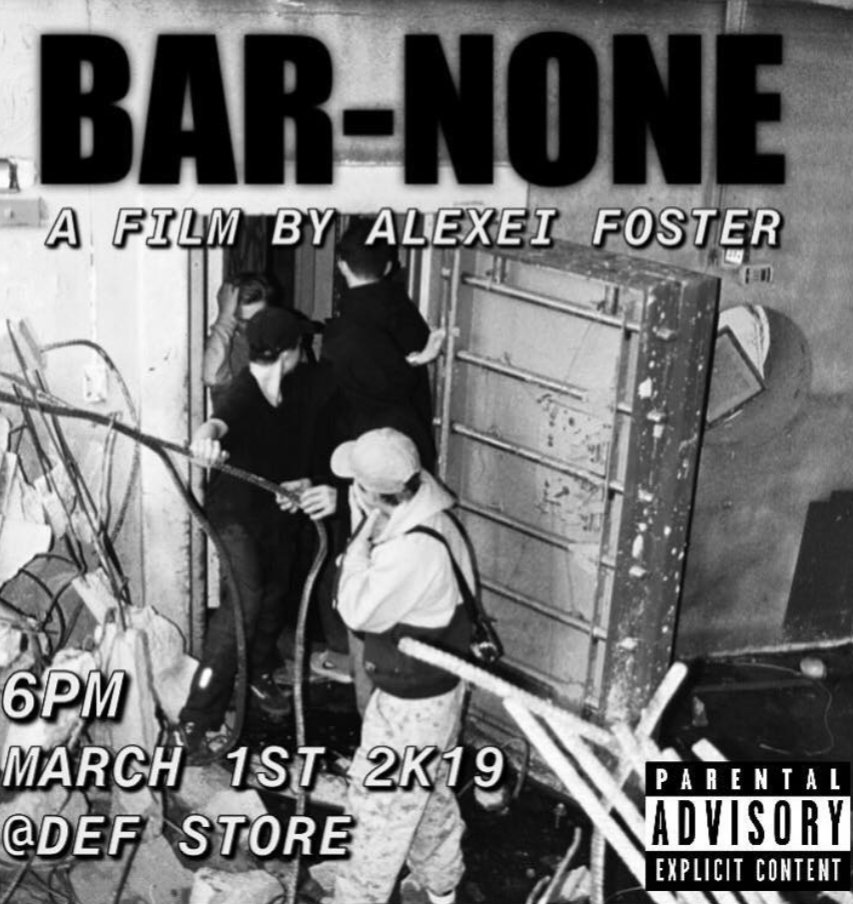 BAR-NONE
A FILM BY ALEXEI FOSTER
6PM
MARCH 1ST 2K19
@DEF STORE
PARENTAL
ADVISORY
EXPLICIT CONTENT